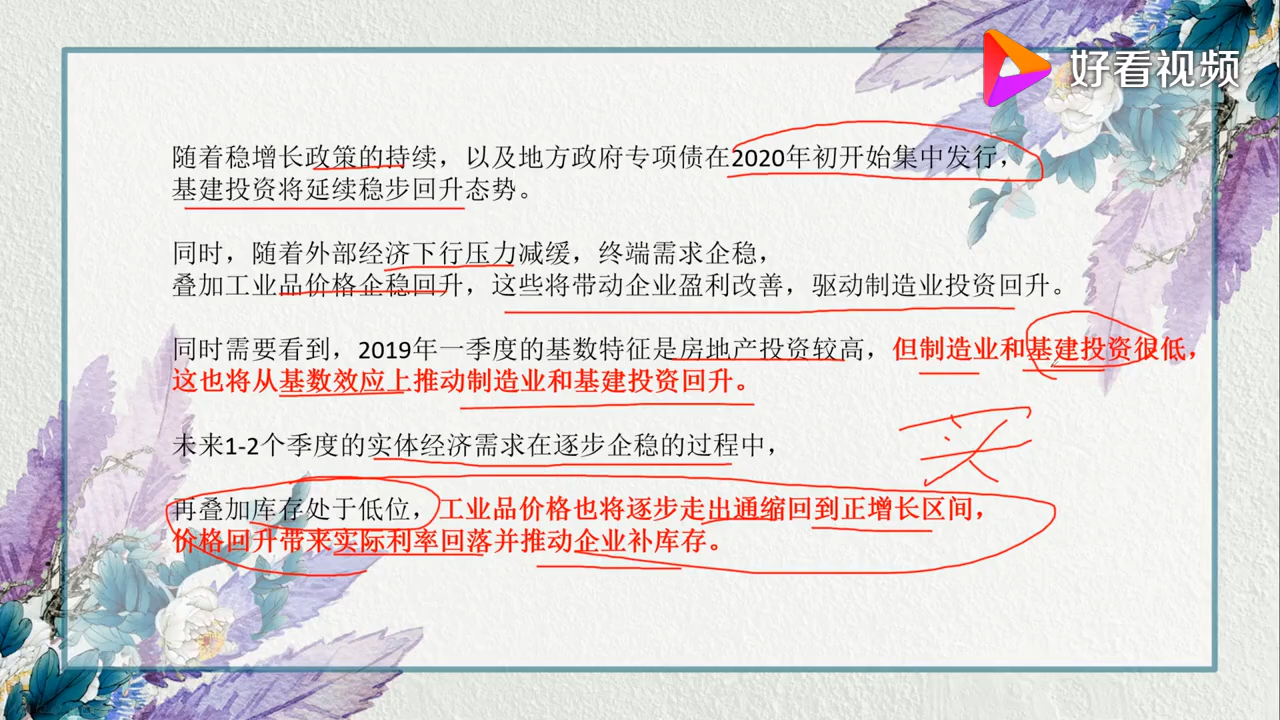 好看视频
随着稳增长政策的持续，以及地方政府专项债在2020年初开始集中发行，
基建投资将延续稳步回升态势。
同时，随着外部经济下行压力减缓，终端需求企稳，
叠加工业品价格企稳回升，这些将带动企业盈利改善，驱动制造业投资回升。
同时需要看到，2019年一季度的基数特征是房地产投资较高，但制造业和基建投资很低，
这也将从基数效应上推动制造业和基建投资回升。
未来1-2个季度的实体经济需求在逐步企稳的过程中，
再叠加库存处于低位，工业品价格也将逐步走出通缩回到正增长区间，
价格回升带来实际利率回落并推动企业补库存。